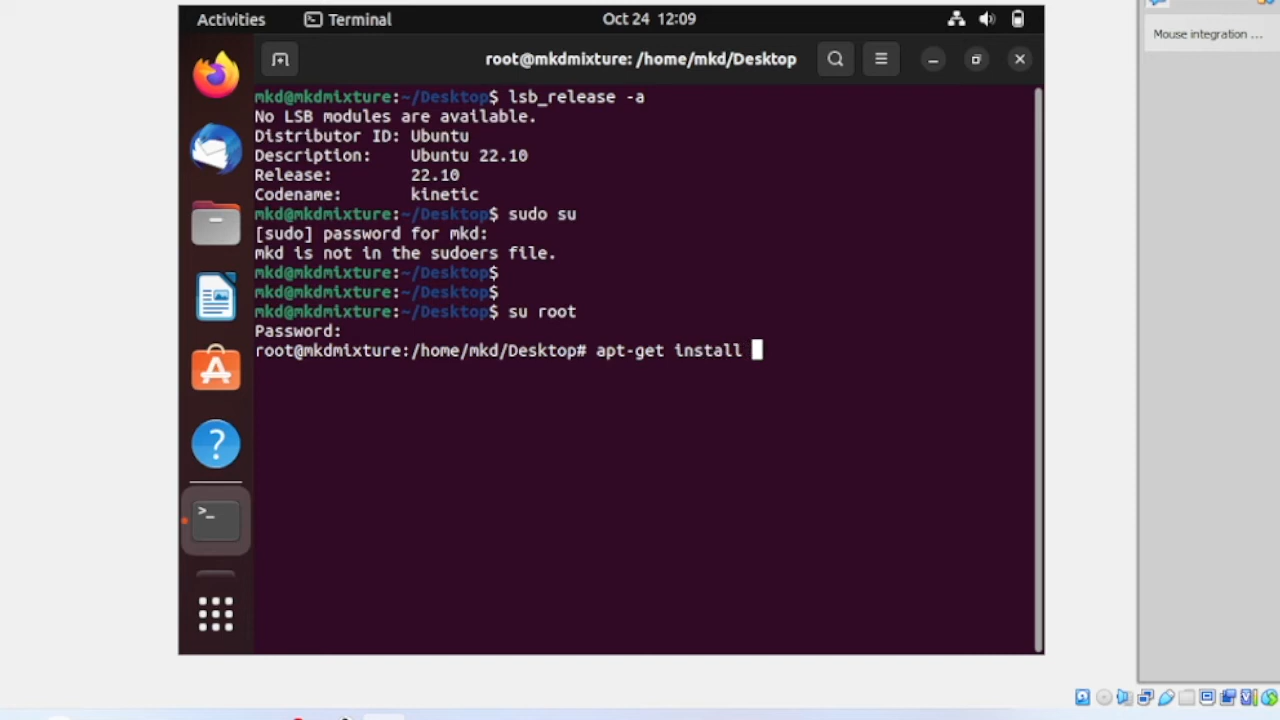 Activities
Terminal
Oct 24 12:09
Mouse integration ...
root@mkdmixture: /home/mkd/Desktop
mkd@mkdmixture:~/Desktop$ lsb_release -a
No LSB modules are available.
Distributor ID: Ubuntu
Description: Ubuntu 22.10
Release: 22.10
Codename: kinetic
mkd@mkdmixture:~/Desktop$ sudo su
[sudo] password for mkd:
mkd is not in the sudoers file.
mkd@mkdmixture:~/Desktop$
mkd@mkdmixture:~/Desktop$
mkd@mkdmixture:~/Desktop$ su root
Password:
root@mkdmixture:/home/mkd/Desktop# apt-get install